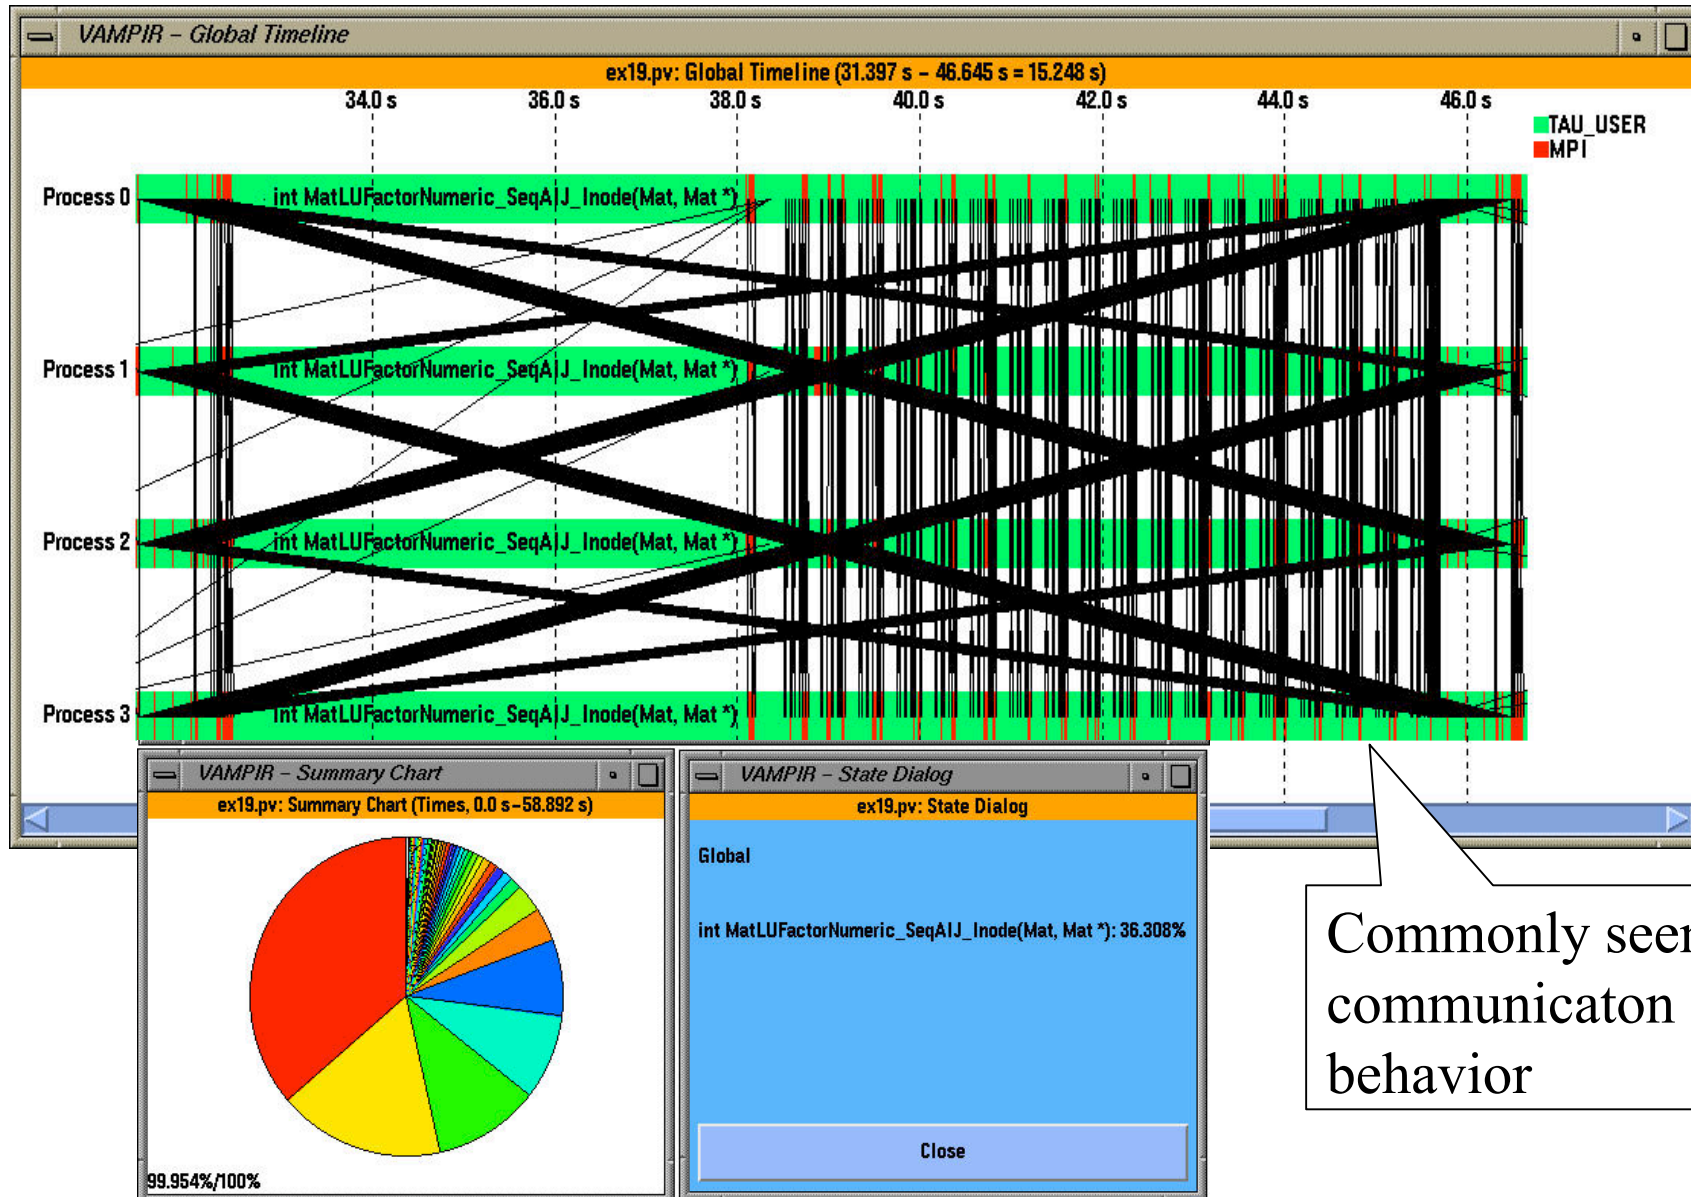 VAMPIR – Global Timeline
ex19.pv: Global Timeline (31.397 s – 46.645 s = 15.248 s)
34.0 s 36.0 s 38.0 s 40.0 s 42.0 s 44.0 s 46.0 s
TAU_USER
MPI
Process 0 int MatLUFactorNumeric_SeqAIJ_Inode(Mat, Mat *)
Process 1 int MatLUFactorNumeric_SeqAIJ_Inode(Mat, Mat *)
Process 2 int MatLUFactorNumeric_SeqAIJ_Inode(Mat, Mat *)
Process 3 int MatLUFactorNumeric_SeqAIJ_Inode(Mat, Mat *)
VAMPIR – Summary Chart
ex19.pv: Summary Chart (Times, 0.0 s–58.892 s)
99.954%/100%
VAMPIR – State Dialog
ex19.pv: State Dialog
Global
int MatLUFactorNumeric_SeqAIJ_Inode(Mat, Mat *): 36.308%
Close
Commonly seen
communicaton
behavior